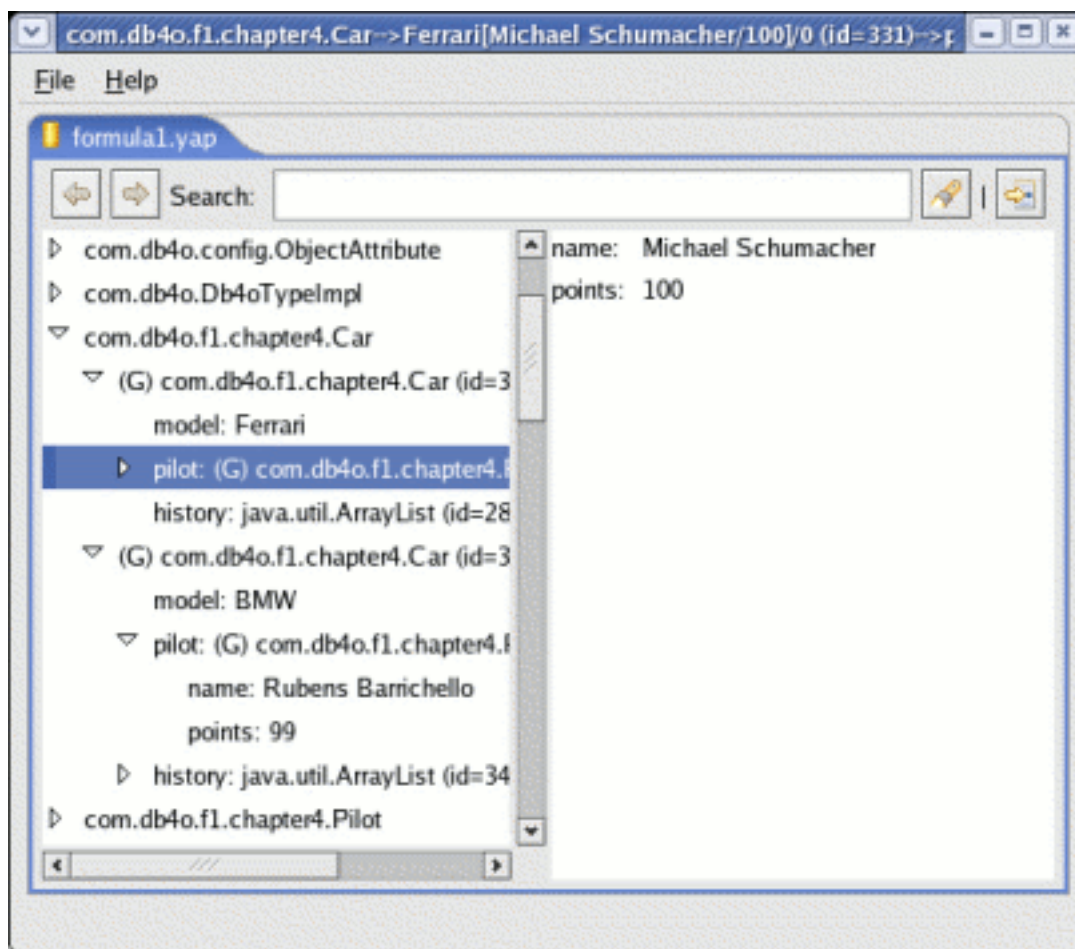 com.db4o.f1.chapter4.Car-->Ferrari[Michael Schumacher/100]/0 (id=331)-->p
File Help
formula1.yap
Search:
com.db4o.config.ObjectAttribute
com.db4o.Db4oTypeImpl
com.db4o.f1.chapter4.Car
(G) com.db4o.f1.chapter4.Car (id=3
model: Ferrari
pilot: (G) com.db4o.f1.chapter4.P
history: java.util.ArrayList (id=28
(G) com.db4o.f1.chapter4.Car (id=3
model: BMW
pilot: (G) com.db4o.f1.chapter4.P
name: Rubens Barrichello
points: 99
history: java.util.ArrayList (id=34
com.db4o.f1.chapter4.Pilot
name: Michael Schumacher
points: 100